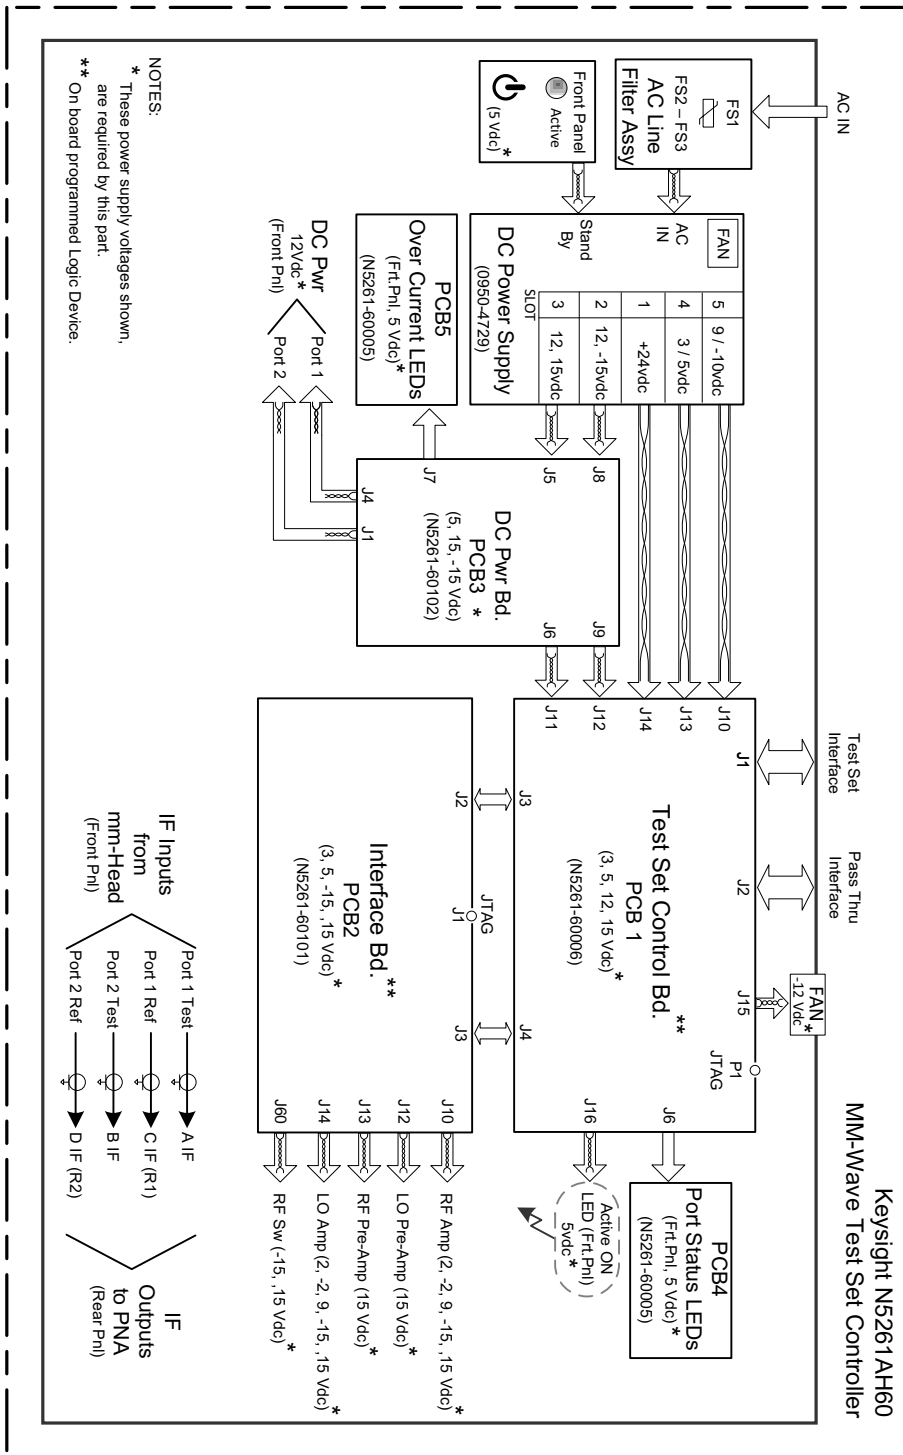 Keysight N5261AH60
MM-Wave Test Set Controller
AC IN
FS1
FS2 – FS3
AC Line
Filter Assy
Front Panel
Active
(5 Vdc) *
FAN
AC
IN
Stand
By
DC Power Supply
(0950-4729)
5 9 / -10vdc
4 3 / 5vdc
1 +24vdc
2 12, -15vdc
3 12, 15vdc
SLOT
PCB5
Over Current LEDs
(Frt.Pnl, 5 Vdc) *
(N5261-60005)
DC Pwr
12Vdc *
(Front Pnl)
Port 1
Port 2
J8
J5
J7
J4
J1
DC Pwr Bd.
PCB3 *
(5, 15, -15 Vdc)
(N5261-60102)
J9
J6
Test Set
Interface
Pass Thru
Interface
FAN *
-12 Vdc
J10
J13
J14
J12
J11
J1
J2
J15
P1
JTAG
Test Set Control Bd. **
PCB 1
(3, 5, 12, 15 Vdc) *
(N5261-60006)
J3
J4
J6
J16
PCB4
Port Status LEDs
(Frt.Pnl, 5 Vdc) *
(N5261-60005)
Active ON
LED (Frt.Pnl)
5vdc *
J2
JTAG
J1
J3
Interface Bd. **
PCB2
(3, 5, -15, ,15 Vdc) *
(N5261-60101)
J10
J12
J13
J14
J60
RF Amp (2, -2, 9, -15, ,15 Vdc) *
LO Pre-Amp (15 Vdc) *
RF Pre-Amp (15 Vdc) *
LO Amp (2, -2, 9, -15, ,15 Vdc) *
RF Sw (-15, ,15 Vdc) *
IF Inputs
from
mm-Head
(Front Pnl)
Port 1 Test
Port 1 Ref
Port 2 Test
Port 2 Ref
A IF
C IF (R1)
B IF
D IF (R2)
IF
Outputs
to PNA
(Rear Pnl)
NOTES:
* These power supply voltages shown,
are required by this part.
** On board programmed Logic Device.